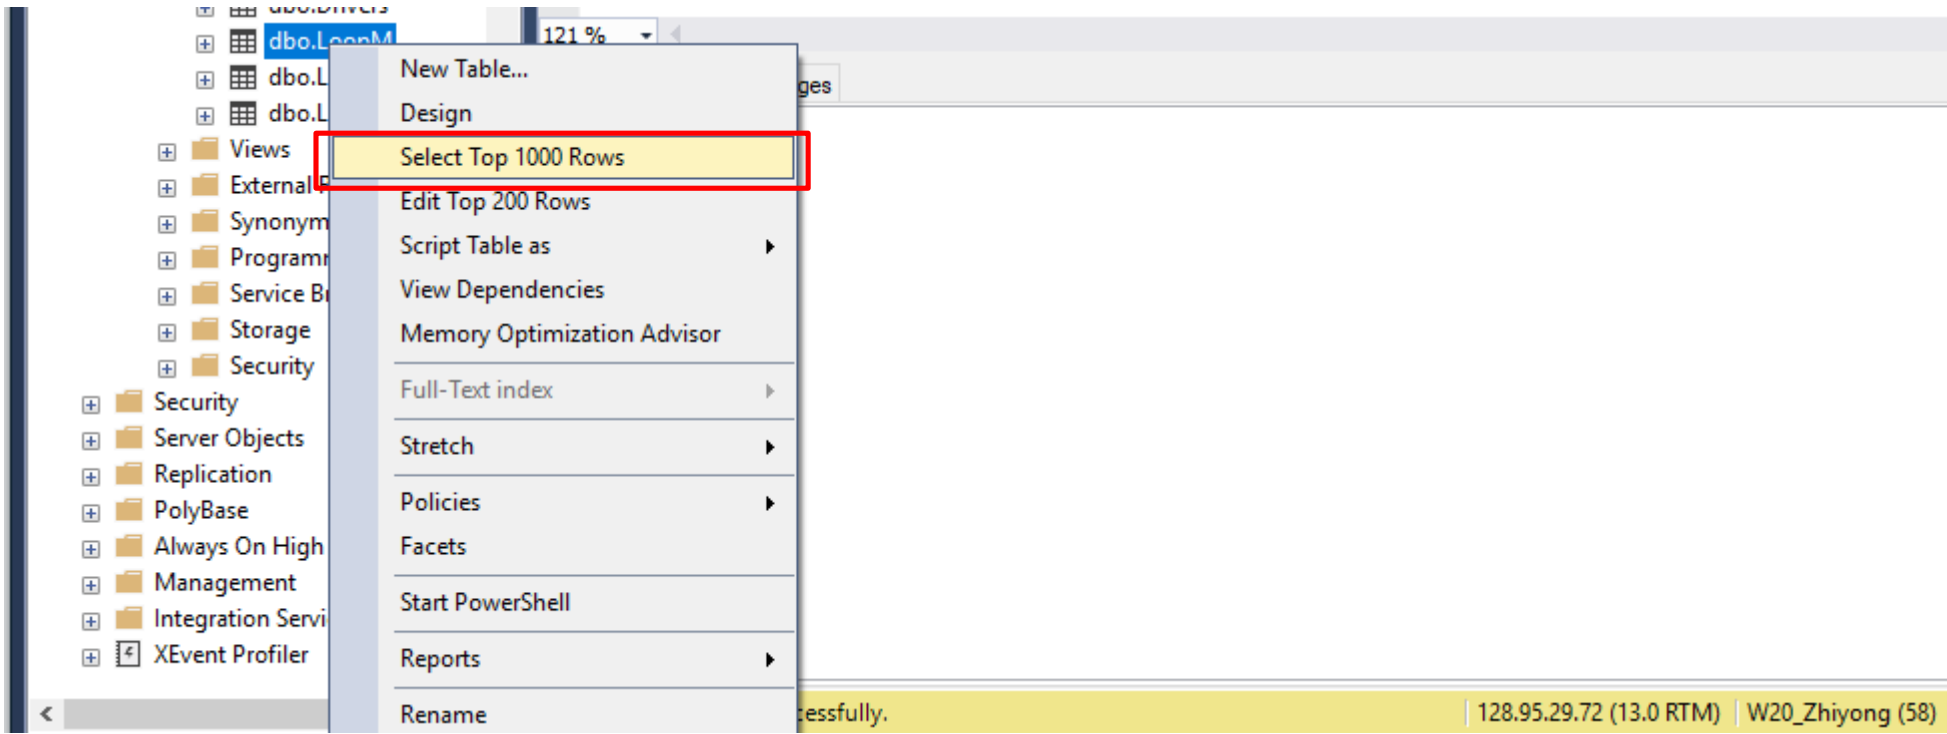 dbo.Drivers
dbo.LoopM
dbo.L
dbo.L
Views
External
Synonym
Program
Service B
Storage
Security
Security
Server Objects
Replication
PolyBase
Always On High
Management
Integration Servi
XEvent Profiler
121 %
ges
New Table...
Design
Select Top 1000 Rows
Edit Top 200 Rows
Script Table as
View Dependencies
Memory Optimization Advisor
Full-Text index
Stretch
Policies
Facets
Start PowerShell
Reports
Rename
cessfully.
128.95.29.72 (13.0 RTM)
W20_Zhiyong (58)